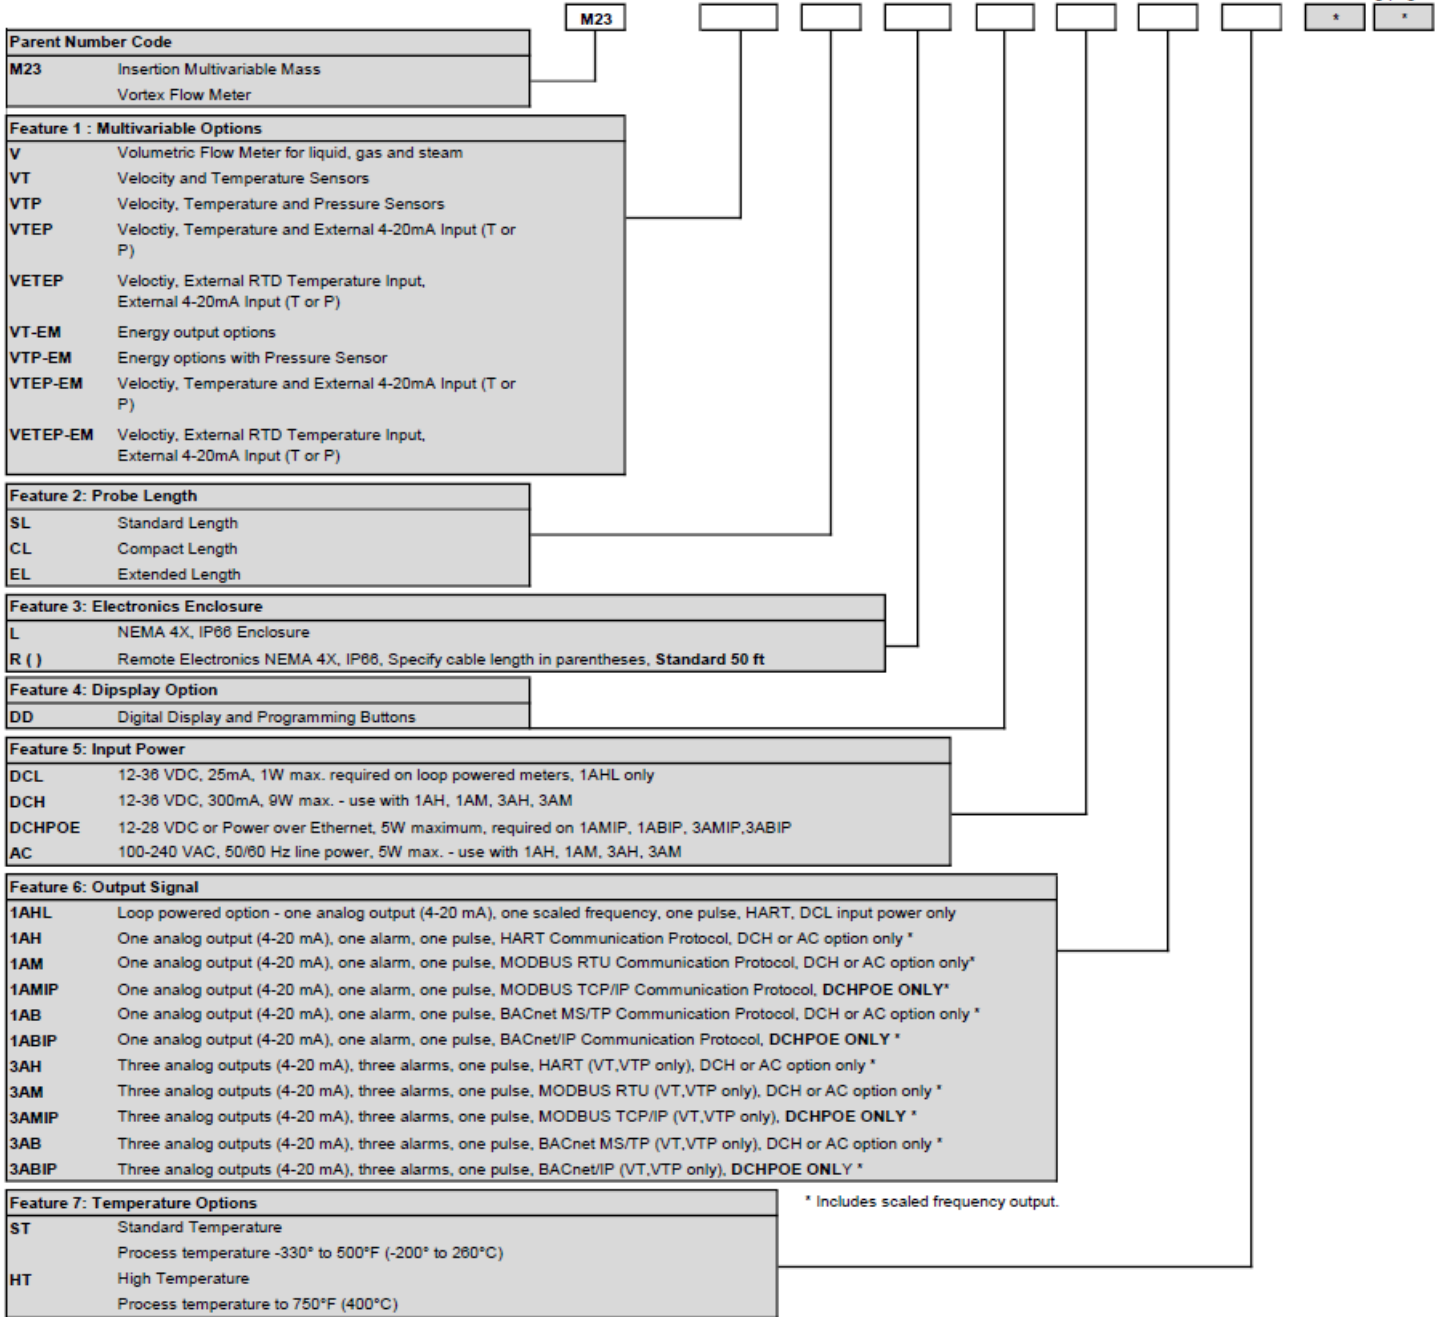 M23
* *
Parent Number Code
M23 Insertion Multivariable Mass
Vortex Flow Meter
Feature 1 : Multivariable Options
V Volumetric Flow Meter for liquid, gas and steam
VT Velocity and Temperature Sensors
VTP Velocity, Temperature and Pressure Sensors
VTEP Veloctiy, Temperature and External 4-20mA Input (T or
P)
VETEP Veloctiy, External RTD Temperature Input,
External 4-20mA Input (T or P)
VT-EM Energy output options
VTP-EM Energy options with Pressure Sensor
VTEP-EM Veloctiy, Temperature and External 4-20mA Input (T or
P)
VETEP-EM Veloctiy, External RTD Temperature Input,
External 4-20mA Input (T or P)
Feature 2: Probe Length
SL Standard Length
CL Compact Length
EL Extended Length
Feature 3: Electronics Enclosure
L NEMA 4X, IP66 Enclosure
R ( ) Remote Electronics NEMA 4X, IP66, Specify cable length in parentheses, Standard 50 ft
Feature 4: Dipsplay Option
DD Digital Display and Programming Buttons
Feature 5: Input Power
DCL 12-36 VDC, 25mA, 1W max. required on loop powered meters, 1AHL only
DCH 12-36 VDC, 300mA, 9W max. - use with 1AH, 1AM, 3AH, 3AM
DCHPOE 12-28 VDC or Power over Ethernet, 5W maximum, required on 1AMIP, 1ABIP, 3AMIP,3ABIP
AC 100-240 VAC, 50/60 Hz line power, 5W max. - use with 1AH, 1AM, 3AH, 3AM
Feature 6: Output Signal
1AHL Loop powered option - one analog output (4-20 mA), one scaled frequency, one pulse, HART, DCL input power only
1AH One analog output (4-20 mA), one alarm, one pulse, HART Communication Protocol, DCH or AC option only *
1AM One analog output (4-20 mA), one alarm, one pulse, MODBUS RTU Communication Protocol, DCH or AC option only*
1AMIP One analog output (4-20 mA), one alarm, one pulse, MODBUS TCP/IP Communication Protocol, DCHPOE ONLY*
1AB One analog output (4-20 mA), one alarm, one pulse, BACnet MS/TP Communication Protocol, DCH or AC option only *
1ABIP One analog output (4-20 mA), one alarm, one pulse, BACnet/IP Communication Protocol, DCHPOE ONLY *
3AH Three analog outputs (4-20 mA), three alarms, one pulse, HART (VT,VTP only), DCH or AC option only *
3AM Three analog outputs (4-20 mA), three alarms, one pulse, MODBUS RTU (VT,VTP only), DCH or AC option only *
3AMIP Three analog outputs (4-20 mA), three alarms, one pulse, MODBUS TCP/IP (VT,VTP only), DCHPOE ONLY *
3AB Three analog outputs (4-20 mA), three alarms, one pulse, BACnet MS/TP (VT,VTP only), DCH or AC option only *
3ABIP Three analog outputs (4-20 mA), three alarms, one pulse, BACnet/IP (VT,VTP only), DCHPOE ONLY *
Feature 7: Temperature Options
* Includes scaled frequency output.
ST Standard Temperature
Process temperature -330° to 500°F (-200° to 260°C)
HT High Temperature
Process temperature to 750°F (400°C)